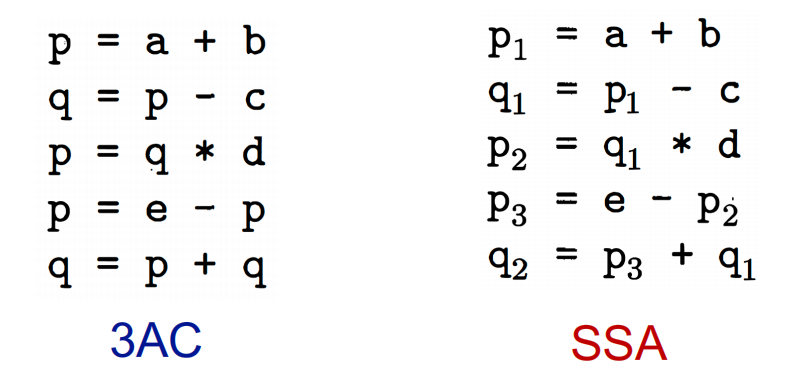 p = a + b
q = p - c
p = q * d
p = e - p
q = p + q
3AC
p₁ = a + b
q₁ = p₁ - c
p₂ = q₁ * d
p₃ = e - p₂
q₂ = p₃ + q₁
SSA